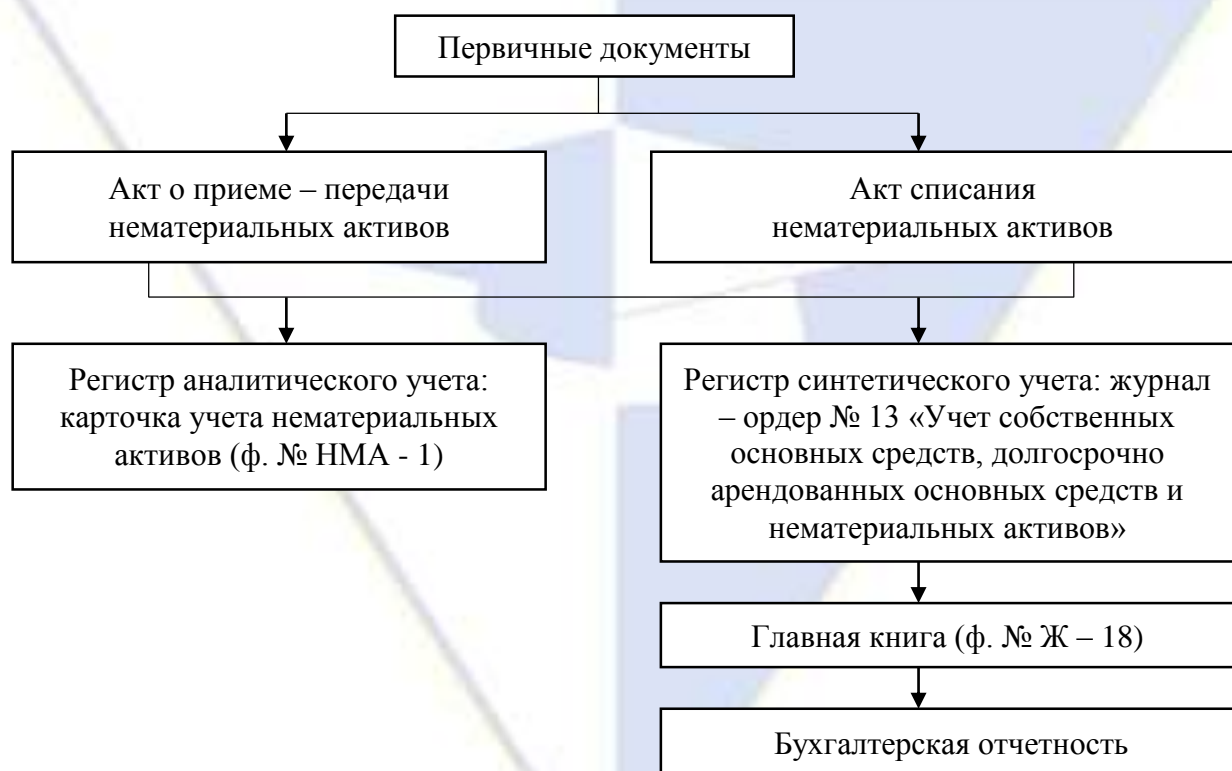 Первичные документы
Акт о приеме – передачи
нематериальных активов
Акт списания
нематериальных активов
Регистр аналитического учета:
карточка учета нематериальных
активов (ф. № НМА - 1)
Регистр синтетического учета: журнал
– ордер № 13 «Учет собственных
основных средств, долгосрочно
арендованных основных средств и
нематериальных активов»
Главная книга (ф. № Ж – 18)
Бухгалтерская отчетность